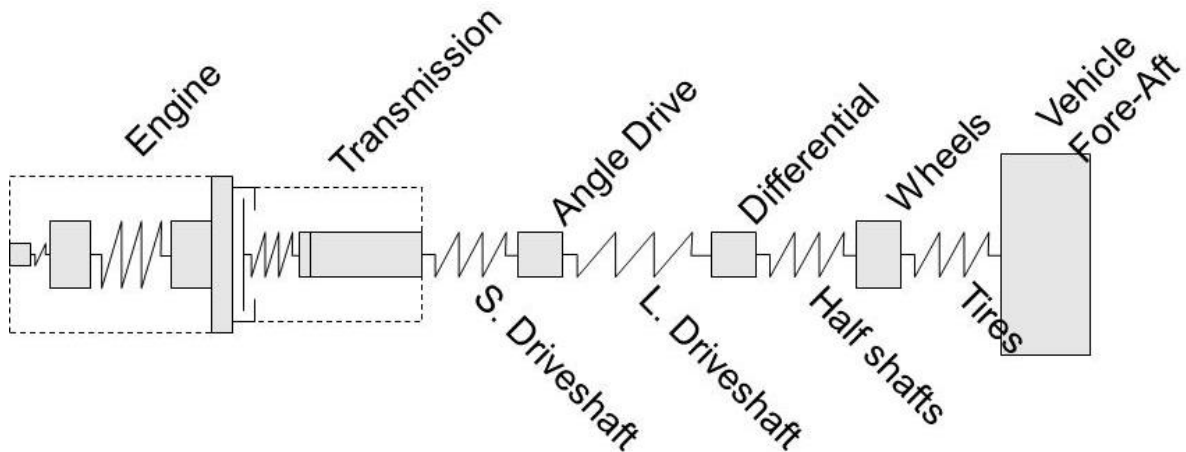 Engine
Transmission
Angle Drive
Differential
Wheels
Vehicle
Fore-Aft
S. Driveshaft
L. Driveshaft
Half shafts
Tires